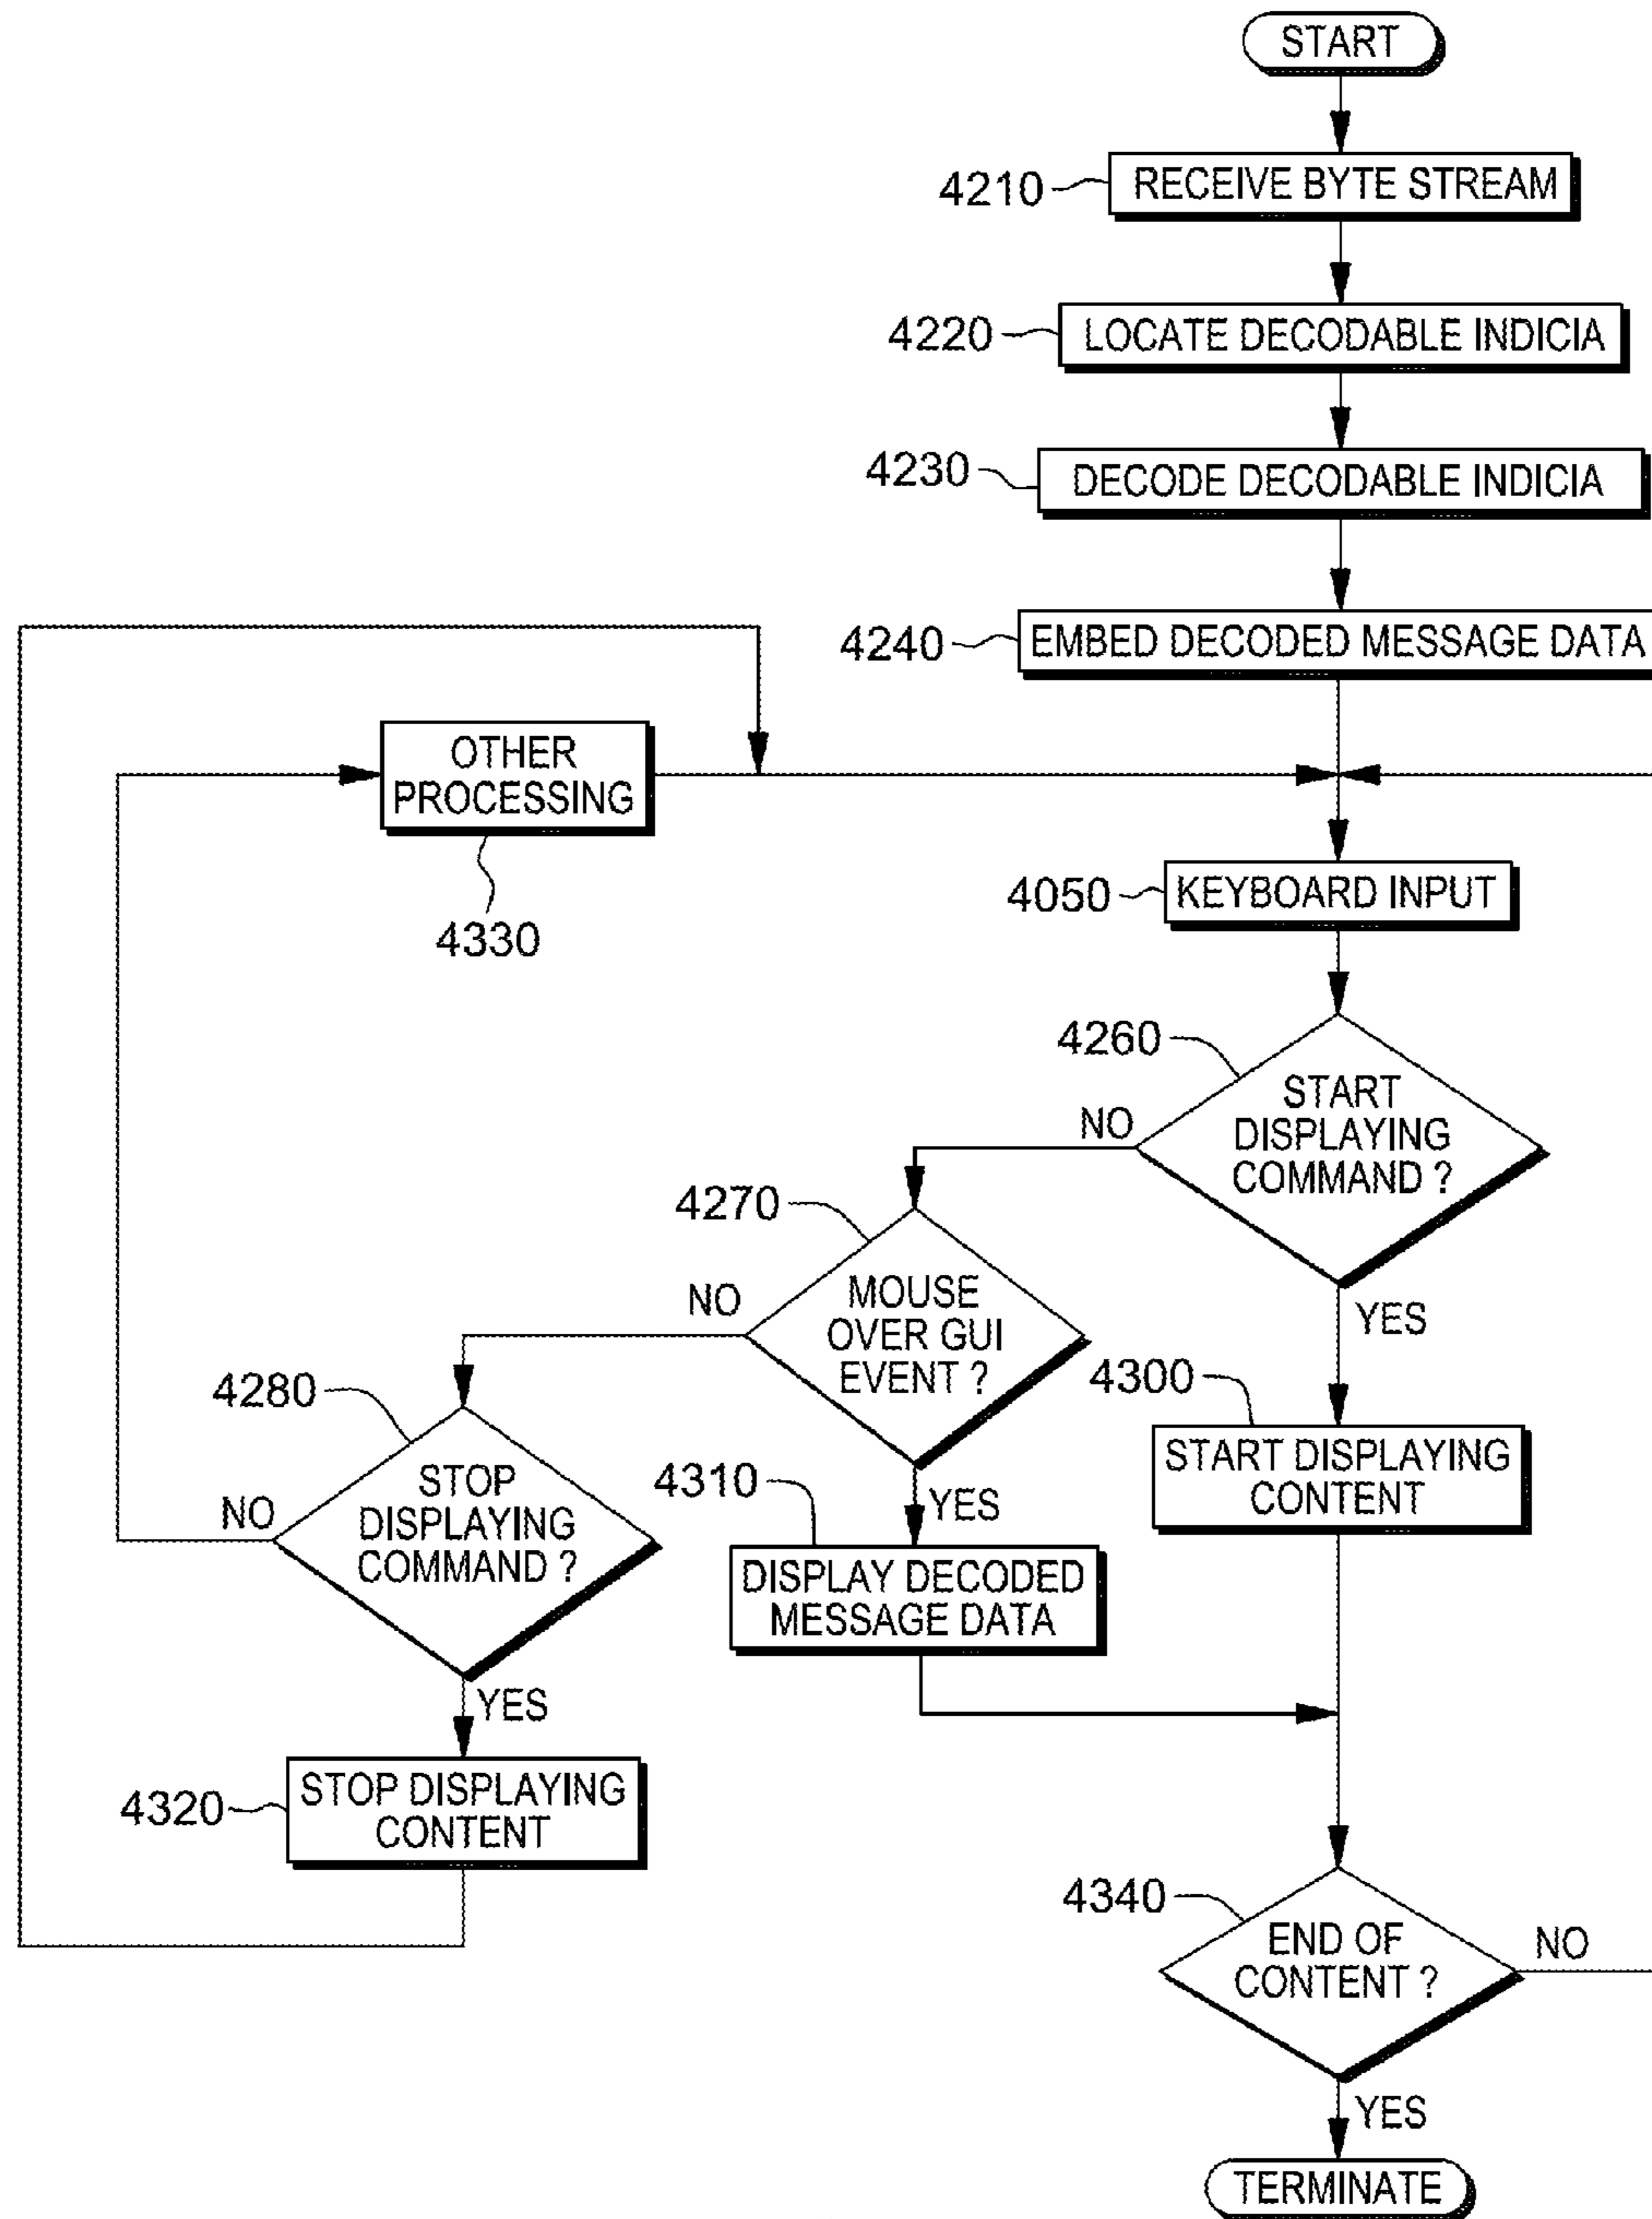 START
4210
RECEIVE BYTE STREAM
4220
LOCATE DECODABLE INDICIA
4230
DECODE DECODABLE INDICIA
4240
EMBED DECODED MESSAGE DATA
OTHER
PROCESSING
4330
4050
KEYBOARD INPUT
4260
START
DISPLAYING
COMMAND ?
NO
YES
4270
MOUSE
OVER GUI
EVENT ?
NO
YES
4280
STOP
DISPLAYING
COMMAND ?
NO
YES
4300
START DISPLAYING
CONTENT
4310
DISPLAY DECODED
MESSAGE DATA
4320
STOP DISPLAYING
CONTENT
4340
END OF
CONTENT ?
NO
YES
TERMINATE